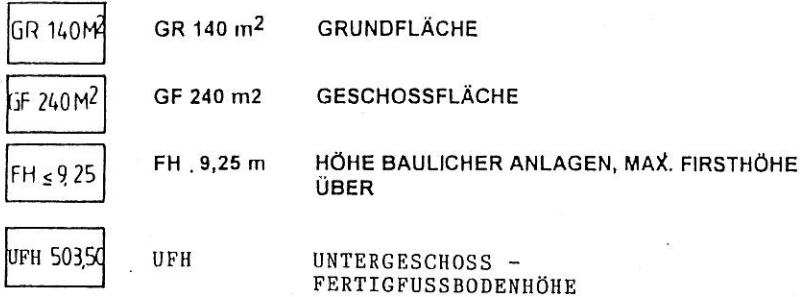 GR 140M² GR 140 m² GRUNDFLÄCHE
GF 240M² GF 240 m2 GESCHOSSFLÄCHE
FH ≤ 9,25 FH . 9,25 m HÖHE BAULICHER ANLAGEN, MAX. FIRSTHÖHE
ÜBER
UFH 503,50 UFH UNTERGESCHOSS –
FERTIGFUSSBODENHÖHE